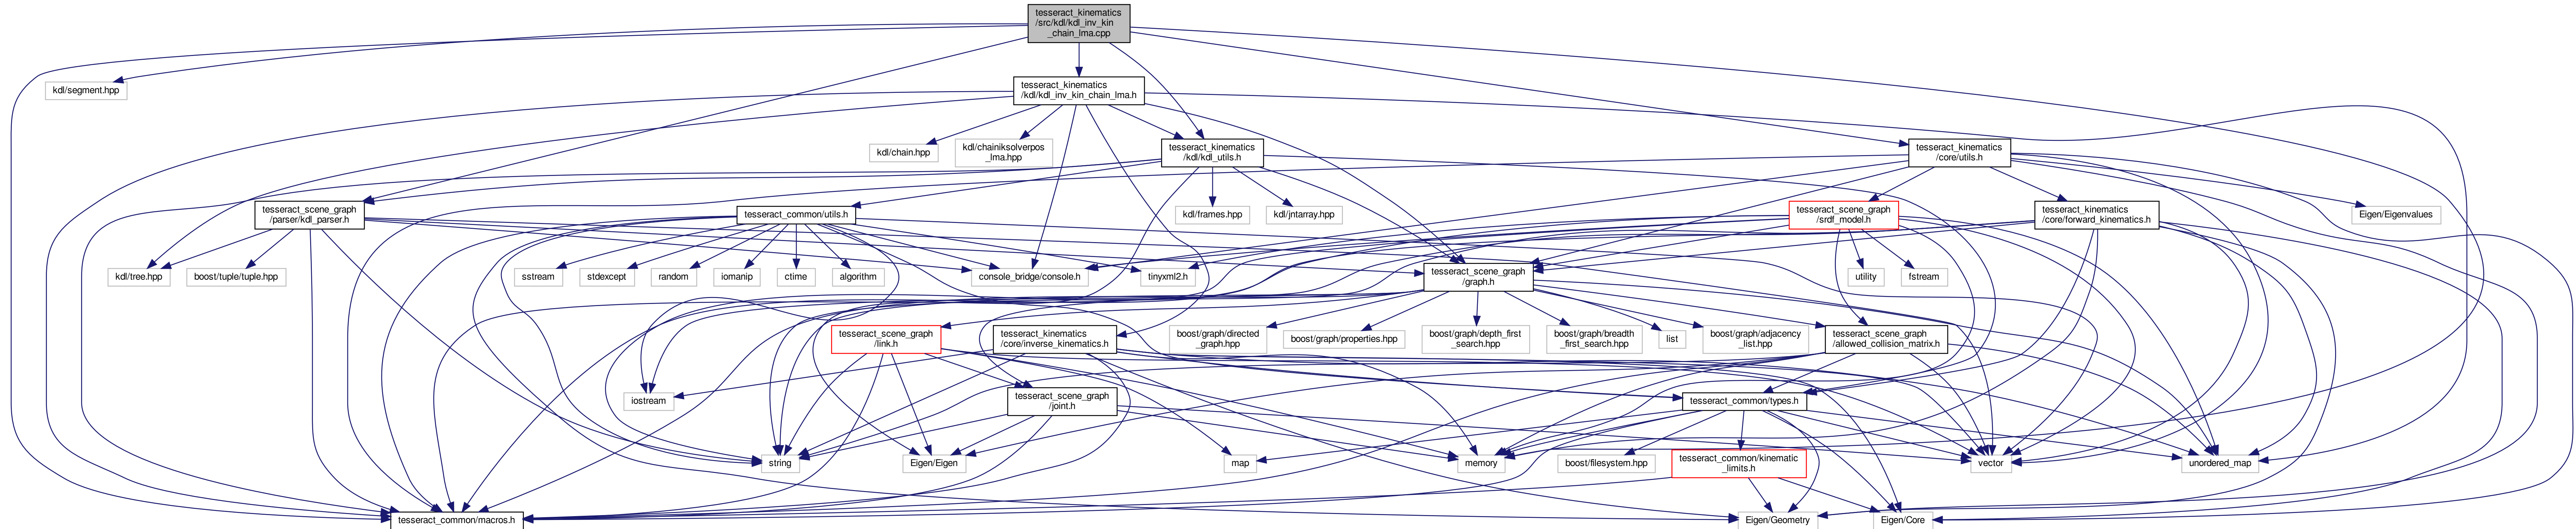 tesseract_kinematics
/src/kdl/kdl_inv_kin
_chain_lma.cpp
kdl/segment.hpp
tesseract_kinematics
/kdl/kdl_inv_kin_chain_lma.h
kdl/chain.hpp
kdl/chainiksolverpos
_lma.hpp
tesseract_kinematics
/kdl/kdl_utils.h
tesseract_kinematics
/core/utils.h
tesseract_scene_graph
/parser/kdl_parser.h
tesseract_common/utils.h
kdl/frames.hpp
kdl/jntarray.hpp
tesseract_scene_graph
/srdf_model.h
tesseract_kinematics
/core/forward_kinematics.h
Eigen/Eigenvalues
kdl/tree.hpp
boost/tuple/tuple.hpp
sstream
stdexcept
random
iomanip
ctime
algorithm
console_bridge/console.h
tinyxml2.h
tesseract_scene_graph
/graph.h
utility
fstream
tesseract_scene_graph
/link.h
tesseract_kinematics
/core/inverse_kinematics.h
boost/graph/directed
_graph.hpp
boost/graph/properties.hpp
boost/graph/depth_first
_search.hpp
boost/graph/breadth
_first_search.hpp
list
boost/graph/adjacency
_list.hpp
tesseract_scene_graph
/allowed_collision_matrix.h
iostream
tesseract_scene_graph
/joint.h
tesseract_common/types.h
string
Eigen/Eigen
map
memory
boost/filesystem.hpp
tesseract_common/kinematic
_limits.h
vector
unordered_map
tesseract_common/macros.h
Eigen/Geometry
Eigen/Core